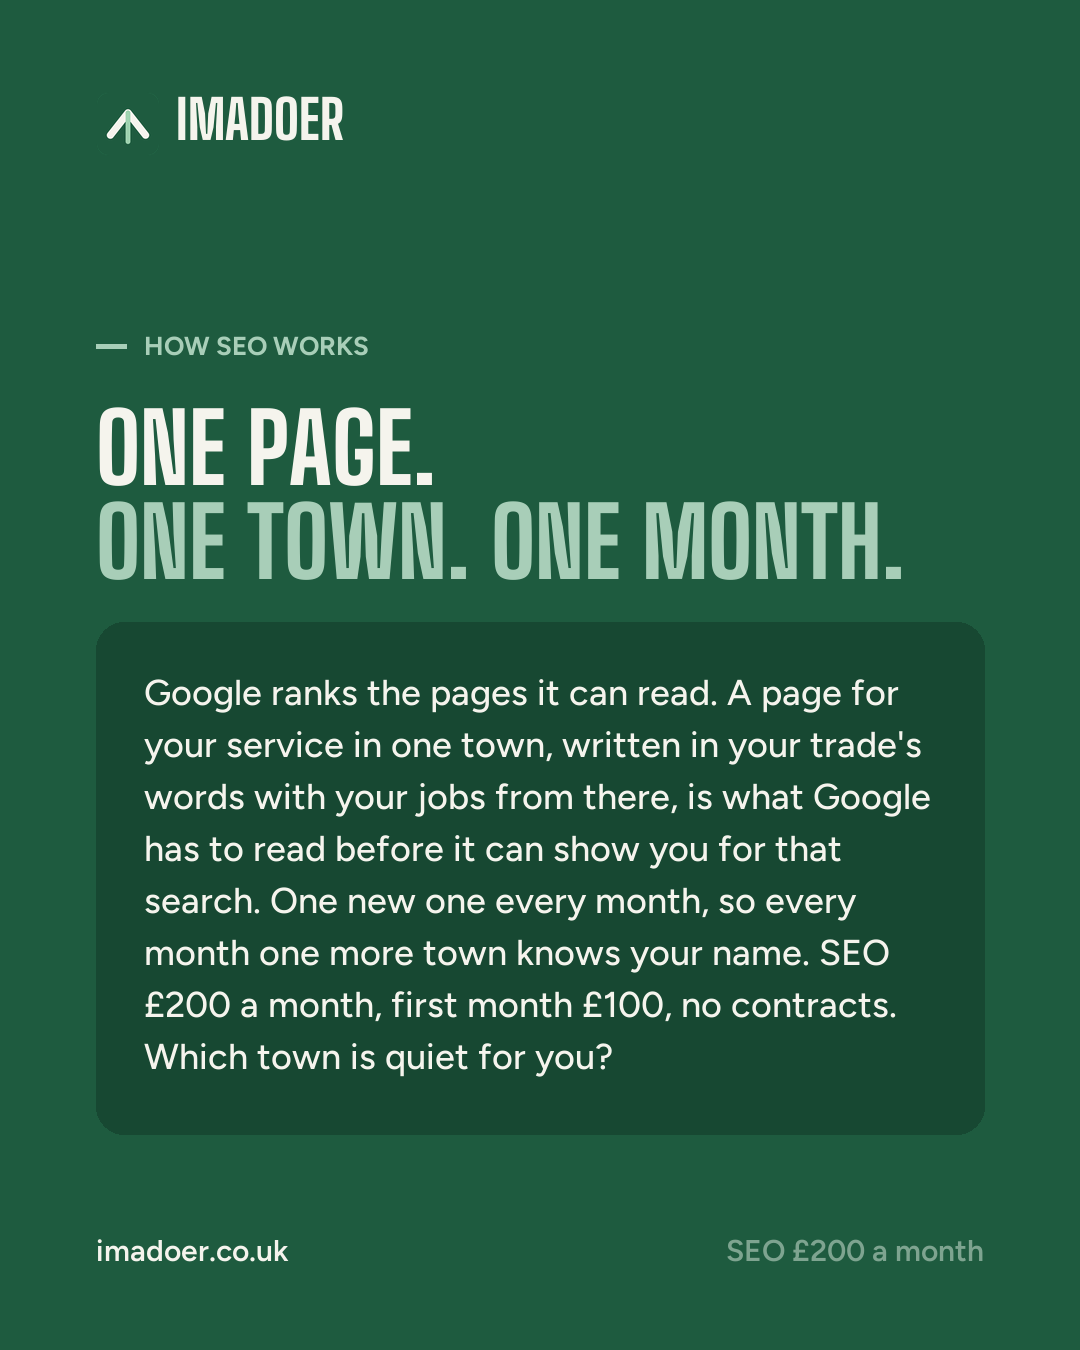 IMADOER
HOW SEO WORKS
ONE PAGE.
ONE TOWN. ONE MONTH.
Google ranks the pages it can read. A page for
your service in one town, written in your trade's
words with your jobs from there, is what Google
has to read before it can show you for that
search. One new one every month, so every
month one more town knows your name. SEO
£200 a month, first month £100, no contracts.
Which town is quiet for you?
imadoer.co.uk
SEO £200 a month